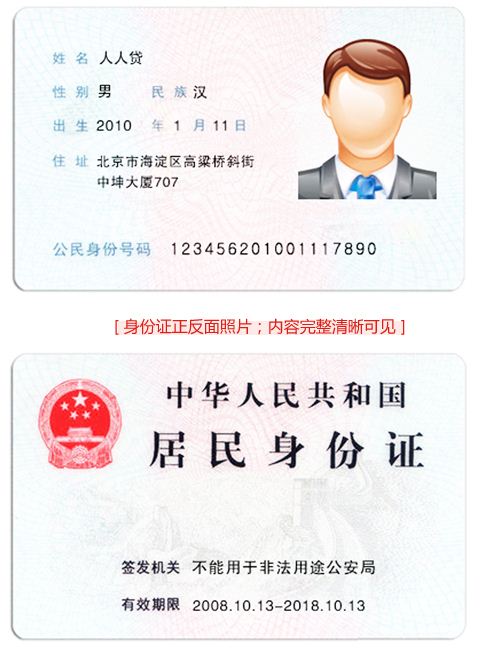 姓名 人人贷
性别 男 民族 汉
出生 2010 年 1 月 11 日
住址 北京市海淀区高梁桥斜街
中坤大厦707
公民身份号码 123456201001117890
[ 身份证正反面照片；内容完整清晰可见 ]
中华人民共和国
居民身份证
签发机关 不能用于非法用途公安局
有效期限 2008.10.13-2018.10.13